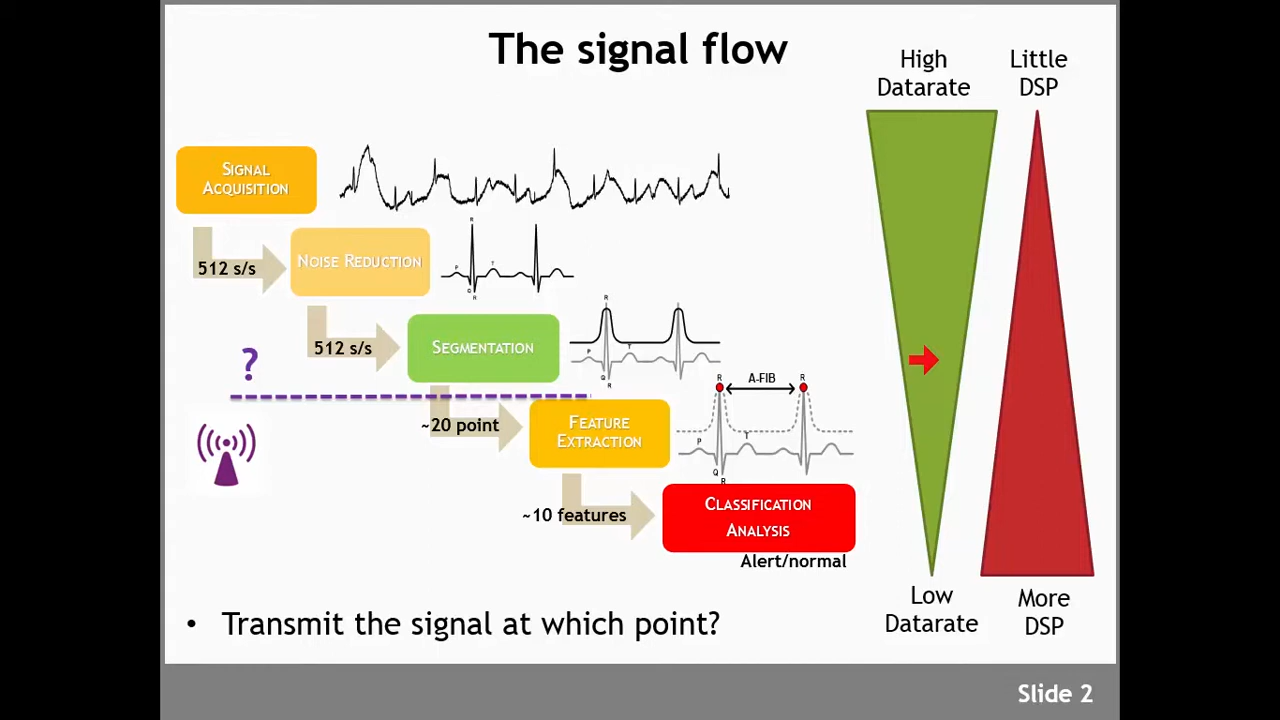 The signal flow
High
Datarate
Little
DSP
SIGNAL
ACQUISITION
512 s/s
NOISE REDUCTION
R
P
T
Q
R
512 s/s
SEGMENTATION
R
P
T
Q
R
?
~20 point
FEATURE
EXTRACTION
R
A-FIB
R
P
T
Q
R
~10 features
CLASSIFICATION
ANALYSIS
Alert/normal
Low
Datarate
More
DSP
• Transmit the signal at which point?
Slide 2